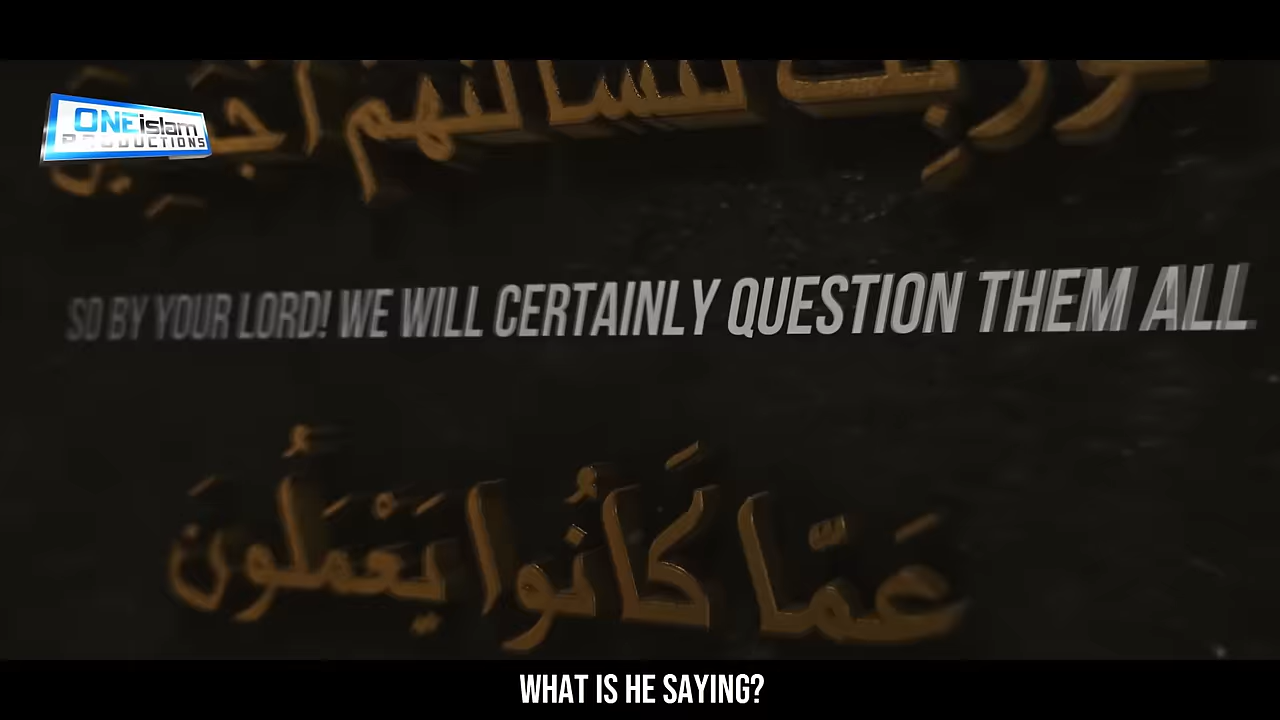 فَوَرَبِّكَ لَنَسْأَلَنَّهُمْ
ONEislam
PRODUCTIONS
SO BY YOUR LORD! WE WILL CERTAINLY QUESTION THEM ALL
عَمَّا كَانُوا يَعْمَلُونَ
WHAT IS HE SAYING?